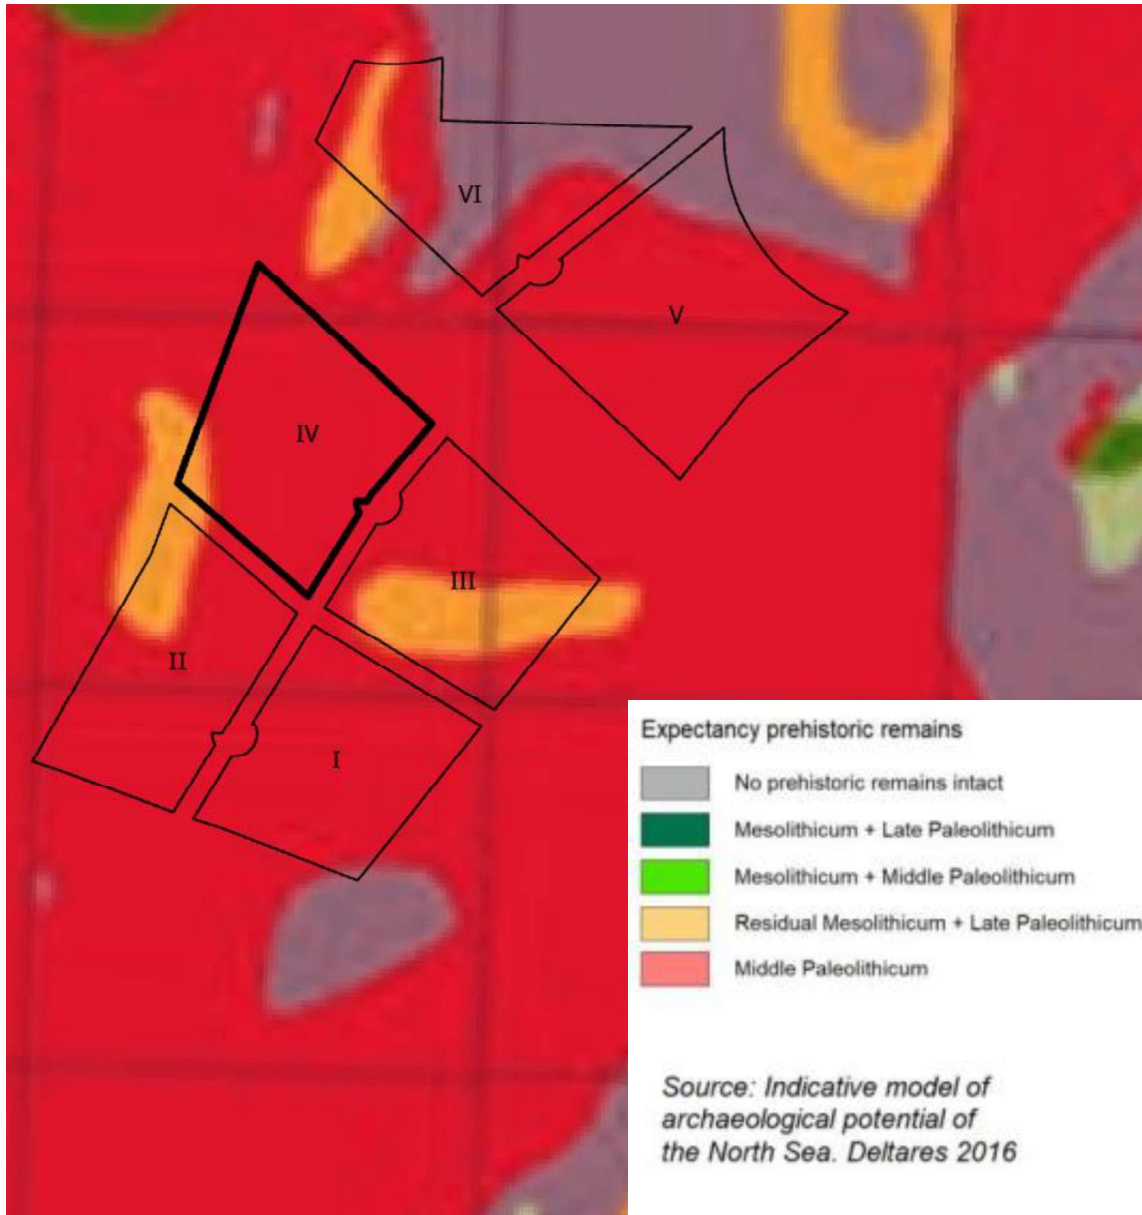 VI
V
IV
III
II
I
Expectancy prehistoric remains
No prehistoric remains intact
Mesolithicum + Late Paleolithicum
Mesolithicum + Middle Paleolithicum
Residual Mesolithicum + Late Paleolithicum
Middle Paleolithicum
Source: Indicative model of
archaeological potential of
the North Sea. Deltares 2016